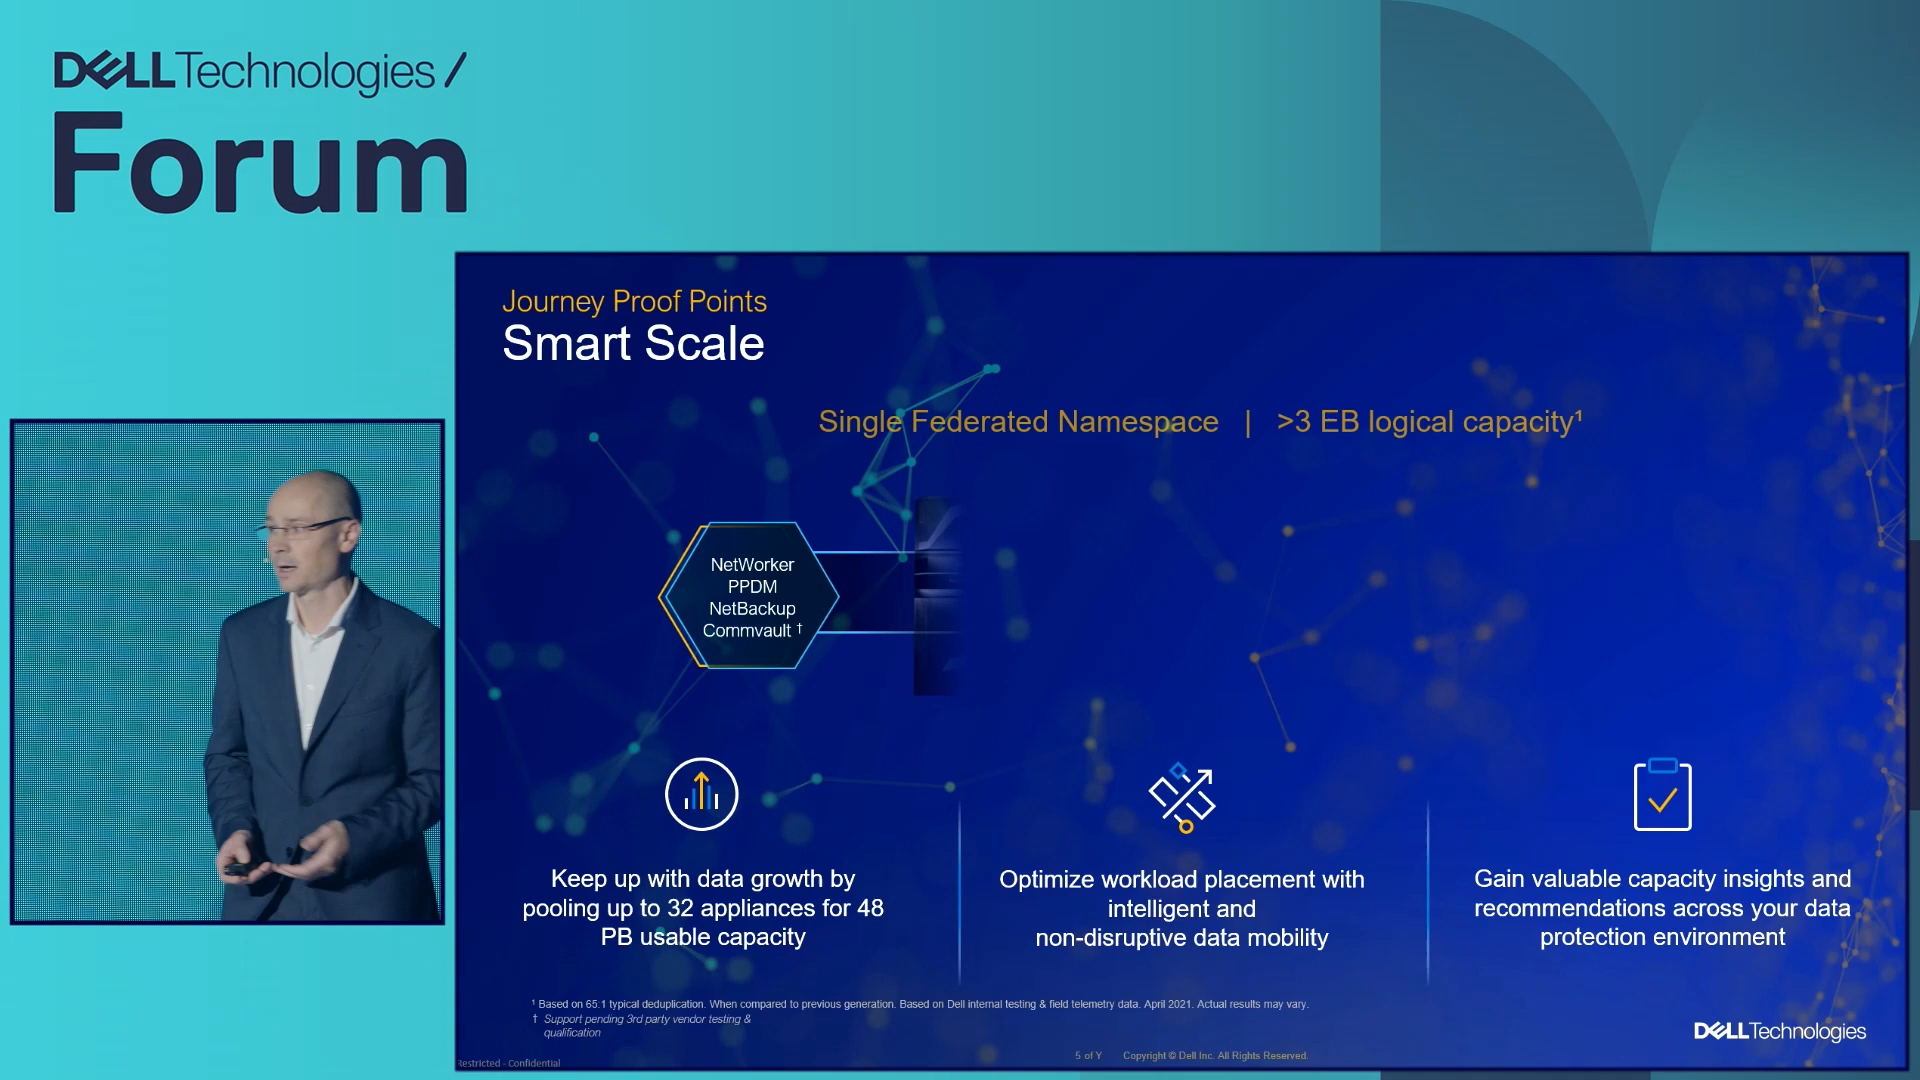 DELLTechnologies /
Forum
Journey Proof Points
Smart Scale
Single Federated Namespace | >3 EB logical capacity¹
NetWorker
PPDM
NetBackup
Commvault †
Keep up with data growth by
pooling up to 32 appliances for 48
PB usable capacity
Optimize workload placement with
intelligent and
non-disruptive data mobility
Gain valuable capacity insights and
recommendations across your data
protection environment
¹ Based on 65:1 typical deduplication. When compared to previous generation. Based on Dell internal testing & field telemetry data. April 2021. Actual results may vary.
† Support pending 3rd party vendor testing &
qualification
Restricted - Confidential
5 of Y Copyright © Dell Inc. All Rights Reserved.
DELLTechnologies